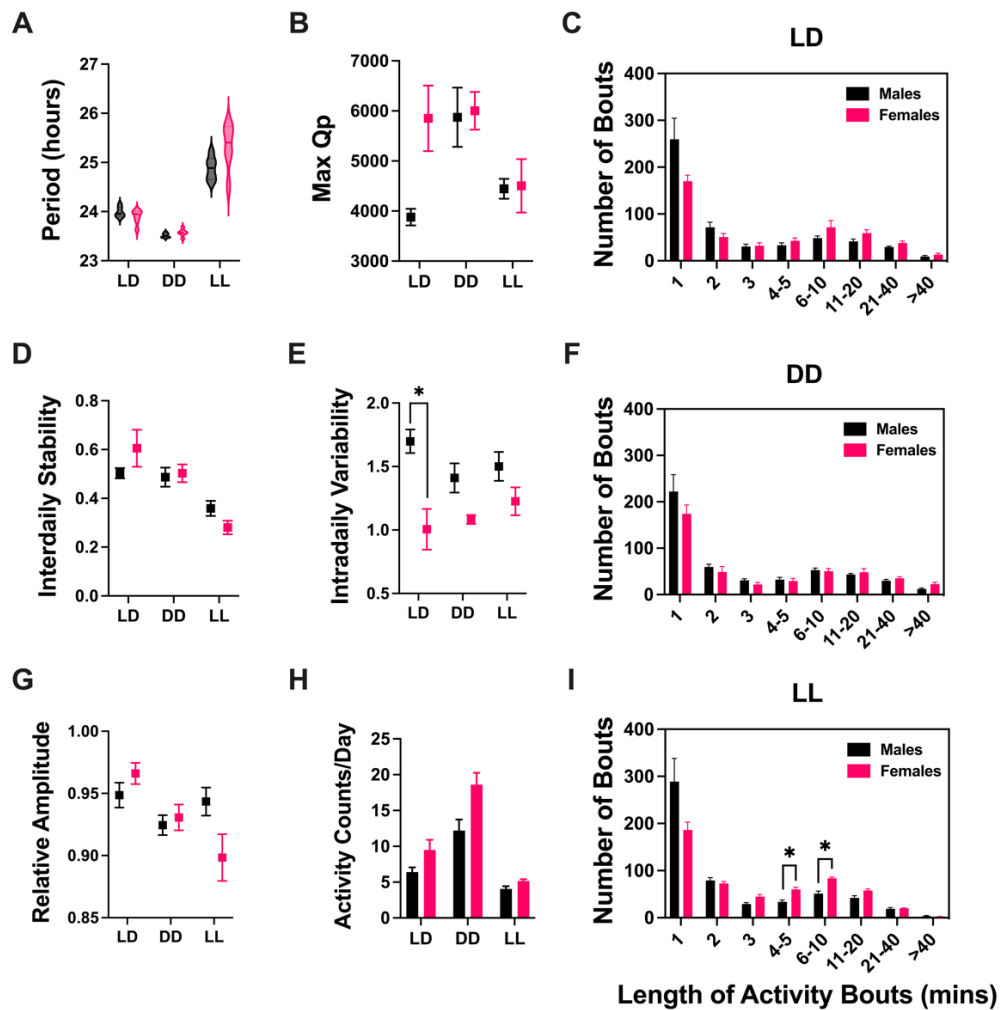 A
Period (hours)
27
26
25
24
23
LD DD LL
B
Max Qp
7000
6000
5000
4000
3000
LD DD LL
C
LD
Number of Bouts
400
300
200
100
0
Males
Females
1 2 3 4-5 6-10 11-20 21-40 >40
D
Interdaily Stability
0.8
0.6
0.4
0.2
0.0
LD DD LL
E
Intradaily Variability
2.0
1.5
1.0
0.5
*
LD DD LL
F
DD
Number of Bouts
400
300
200
100
0
Males
Females
1 2 3 4-5 6-10 11-20 21-40 >40
G
Relative Amplitude
1.00
0.95
0.90
0.85
LD DD LL
H
Activity Counts/Day
25
20
15
10
5
0
LD DD LL
I
LL
Number of Bouts
400
300
200
100
0
Males
Females
* *
1 2 3 4-5 6-10 11-20 21-40 >40
Length of Activity Bouts (mins)